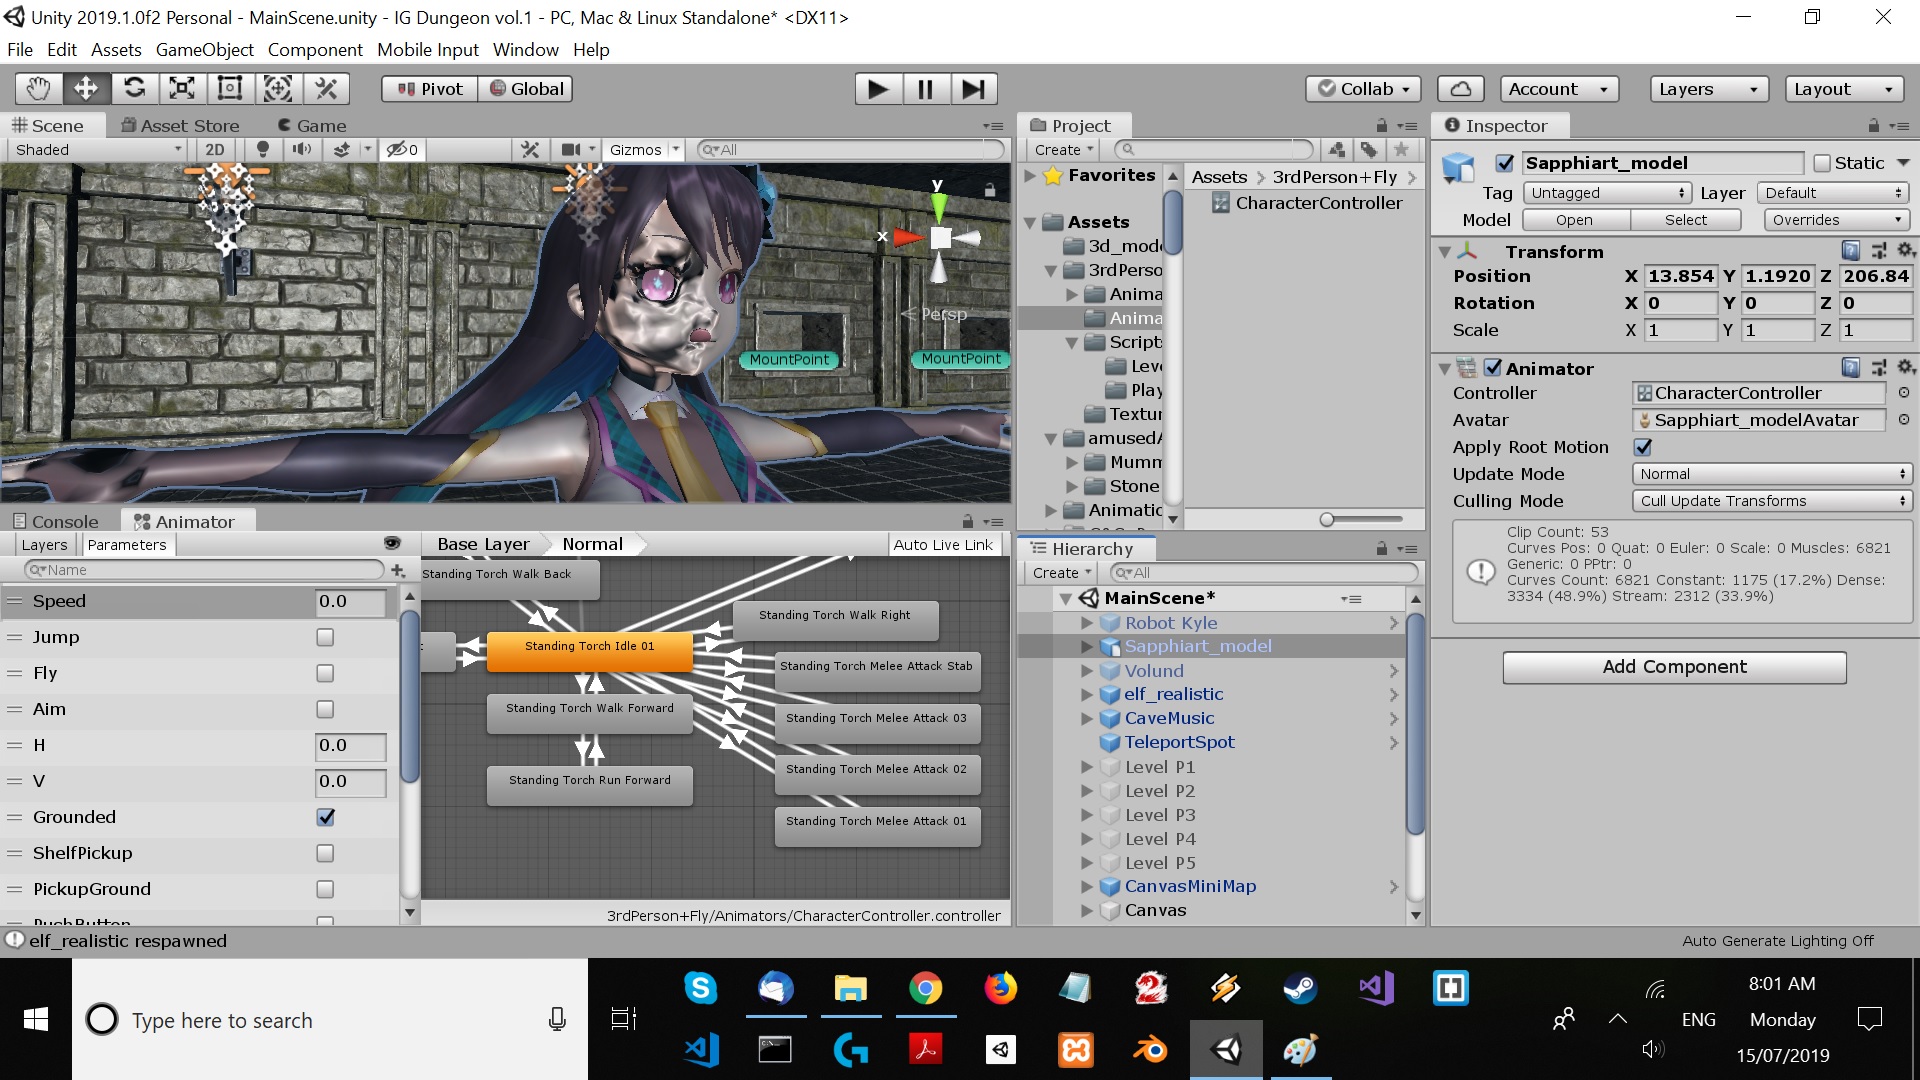 Unity 2019.1.0f2 Personal - MainScene.unity - IG Dungeon vol.1 - PC, Mac & Linux Standalone* <DX11>
File Edit Assets GameObject Component Mobile Input Window Help
Pivot Global Collab Account Layers Layout
Scene Asset Store Game
Shaded 2D 0 Gizmos All
y
x
Persp
MountPoint
MountPoint
Console Animator
Layers Parameters
Name
Speed 0.0
Jump
Fly
Aim
H 0.0
V 0.0
Grounded
ShelfPickup
PickupGround
PushButton
Base Layer Normal Auto Live Link
Standing Torch Walk Back
Standing Torch Walk Right
Standing Torch Idle 01
Standing Torch Melee Attack Stab
Standing Torch Walk Forward
Standing Torch Melee Attack 03
Standing Torch Melee Attack 02
Standing Torch Run Forward
Standing Torch Melee Attack 01
3rdPerson+Fly/Animators/CharacterController.controller
Project
Create
Favorites
Assets
3d_mode
3rdPerso
Anima
Anima
Script
Leve
Play
Textur
amusedA
Mumm
Stone
Animatic
Assets 3rdPerson+Fly
CharacterController
Hierarchy
Create All
MainScene*
Robot Kyle
Sapphiart_model
Volund
elf_realistic
CaveMusic
TeleportSpot
Level P1
Level P2
Level P3
Level P4
Level P5
CanvasMiniMap
Canvas
Inspector
Sapphiart_model Static
Tag Untagged Layer Default
Model Open Select Overrides
Transform
Position X 13.854 Y 1.1920 Z 206.84
Rotation X 0 Y 0 Z 0
Scale X 1 Y 1 Z 1
Animator
Controller CharacterController
Avatar Sapphiart_modelAvatar
Apply Root Motion
Update Mode Normal
Culling Mode Cull Update Transforms
Clip Count: 53
Curves Pos: 0 Quat: 0 Euler: 0 Scale: 0 Muscles: 6821
Generic: 0 PPtr: 0
Curves Count: 6821 Constant: 1175 (17.2%) Dense:
3334 (48.9%) Stream: 2312 (33.9%)
Add Component
elf_realistic respawned
Auto Generate Lighting Off
Type here to search
ENG
8:01 AM
Monday
15/07/2019